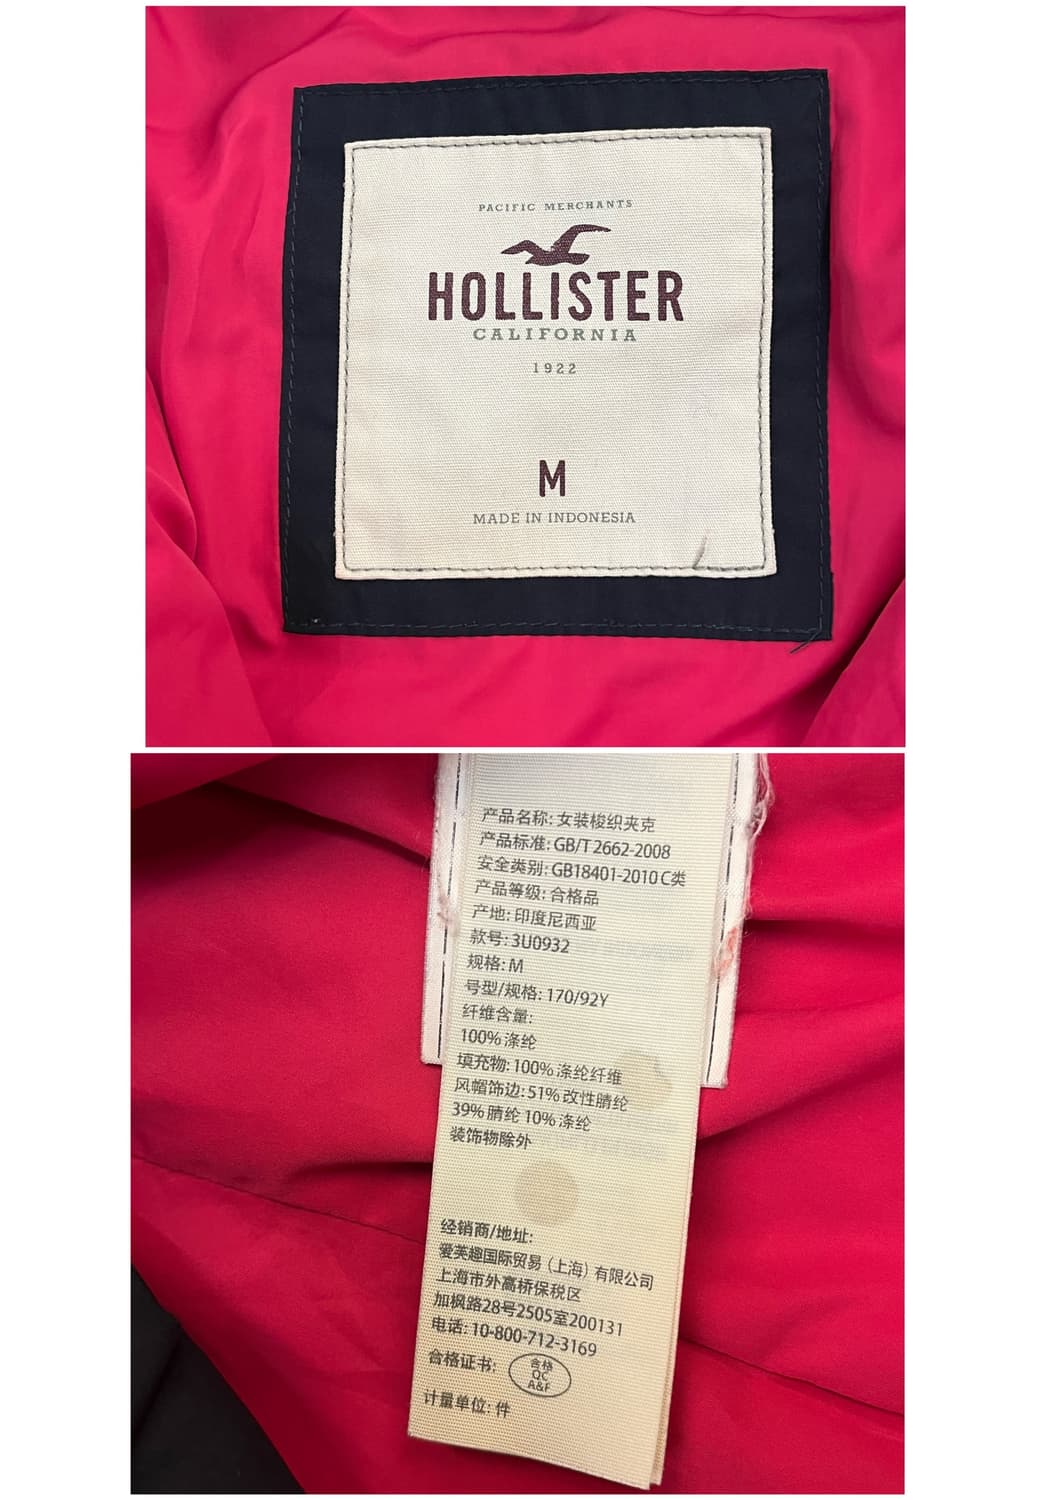 PACIFIC MERCHANTS
HOLLISTER
CALIFORNIA
1922
M
MADE IN INDONESIA
产品名称: 女装梭织夹克
产品标准: GB/T 2662-2008
安全类别: GB18401-2010 C类
产品等级: 合格品
产地: 印度尼西亚
款号: 3U0932
规格: M
号型/规格: 170/92Y
纤维含量:
100% 涤纶
填充物: 100% 涤纶纤维
风帽饰边: 51% 改性腈纶
39% 腈纶 10% 涤纶
装饰物除外
经销商/地址:
爱芙趣国际贸易 (上海) 有限公司
上海市外高桥保税区
加枫路28号2505室200131
电话: 10-800-712-3169
合格证书:
合格
QC
A&F
计量单位: 件